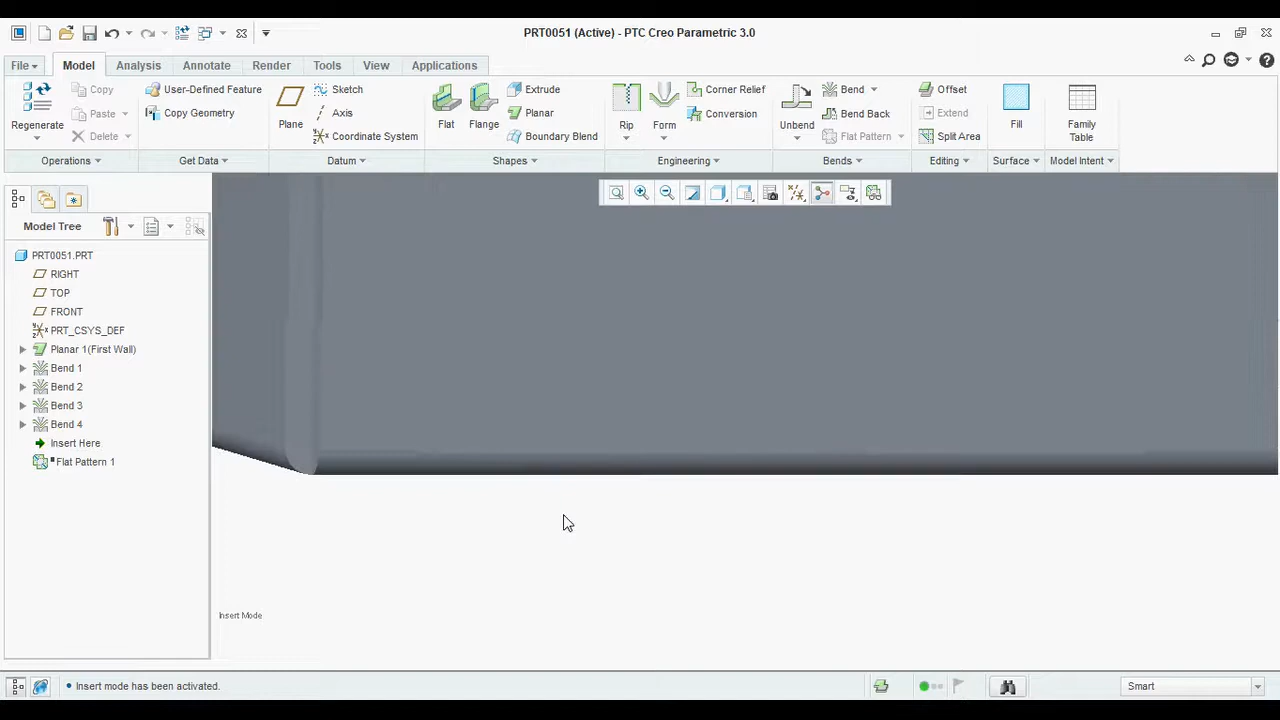 PRT0051 (Active) - PTC Creo Parametric 3.0
File Model Analysis Annotate Render Tools View Applications
Regenerate Copy Paste Delete User-Defined Feature Copy Geometry Plane Sketch Axis Coordinate System Flat Flange Extrude Planar Boundary Blend Rip Form Corner Relief Conversion Unbend Bend Bend Back Flat Pattern Offset Extend Split Area Fill Family Table
Operations Get Data Datum Shapes Engineering Bends Editing Surface Model Intent
Model Tree
PRT0051.PRT
RIGHT
TOP
FRONT
PRT_CSYS_DEF
Planar 1(First Wall)
Bend 1
Bend 2
Bend 3
Bend 4
Insert Here
Flat Pattern 1
Insert Mode
Insert mode has been activated.
Smart